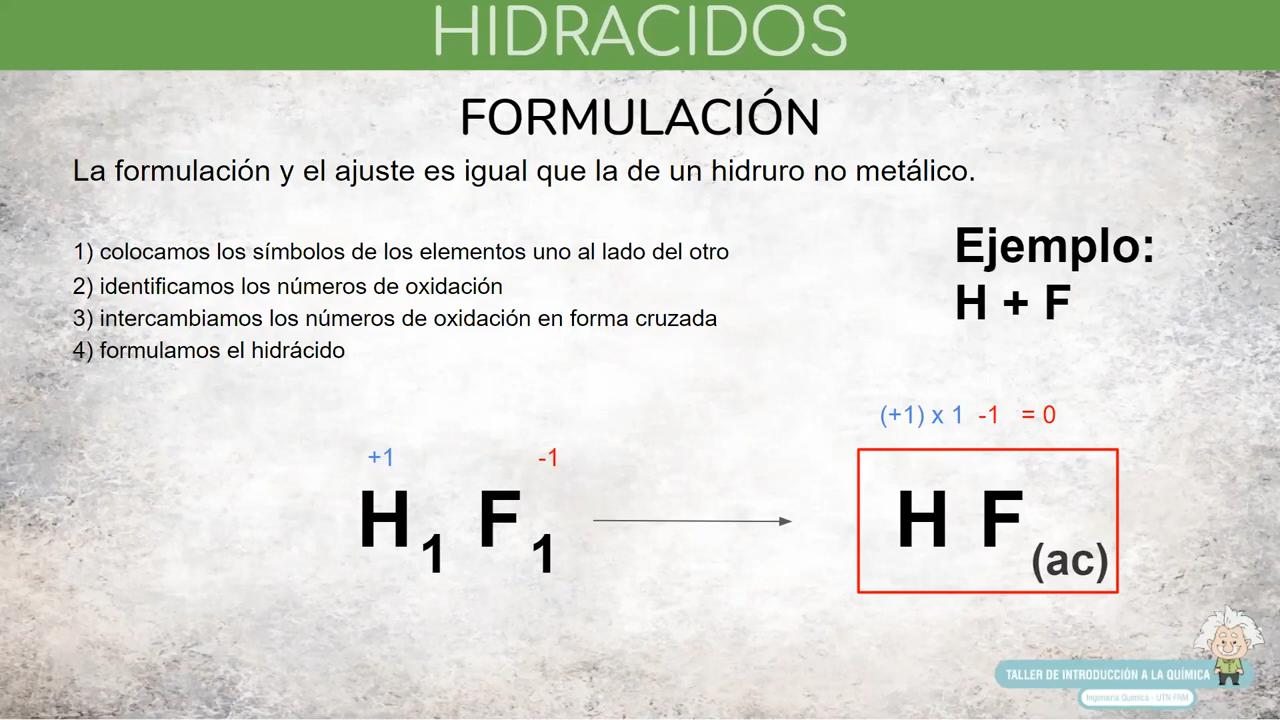 HIDRACIDOS
FORMULACIÓN
La formulación y el ajuste es igual que la de un hidruro no metálico.
1) colocamos los símbolos de los elementos uno al lado del otro
2) identificamos los números de oxidación
3) intercambiamos los números de oxidación en forma cruzada
4) formulamos el hidrácido
Ejemplo:
H + F
(+1) x 1 -1 = 0
+1 -1
H1 F1
H F(ac)
TALLER DE INTRODUCCIÓN A LA QUÍMICA
Ingeniería Química - UTN FRM